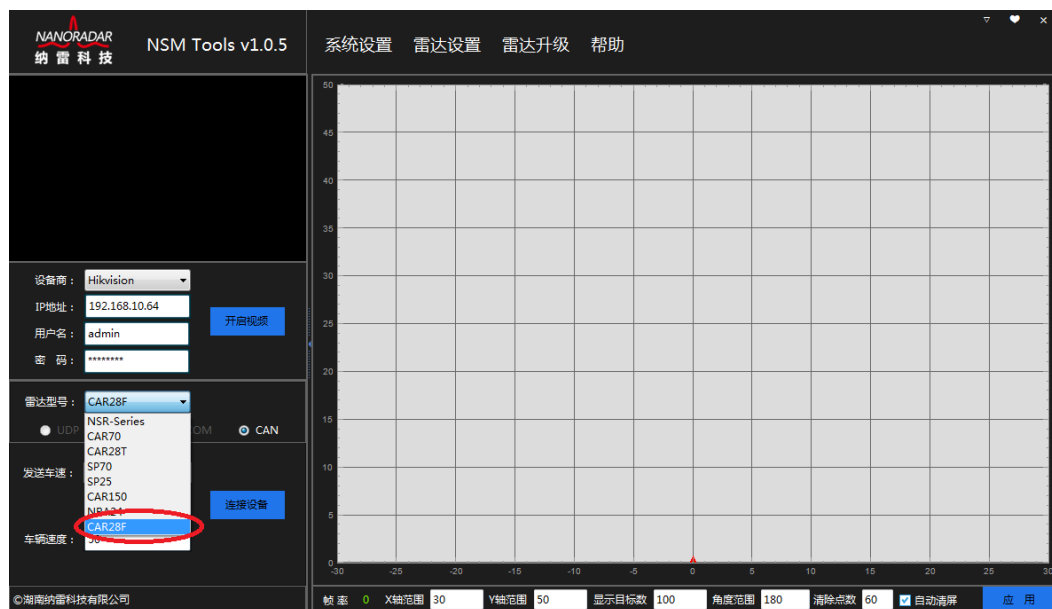 NANORADAR
纳雷科技
NSM Tools v1.0.5
系统设置 雷达设置 雷达升级 帮助
设备商： Hikvision
IP地址： 192.168.10.64
开启视频
用户名： admin
密 码： ********
雷达型号： CAR28F
UDP OM CAN
NSR-Series
CAR70
CAR28T
SP70
SP25
CAR150
NRA24
CAR28F
发送车速：
连接设备
车辆速度：
©湖南纳雷科技有限公司
50
45
40
35
30
25
20
15
10
5
0
-30 -25 -20 -15 -10 -5 0 5 10 15 20 25 30
帧率 0 X轴范围 30 Y轴范围 50 显示目标数 100 角度范围 180 清除点数 60 自动清屏 应 用